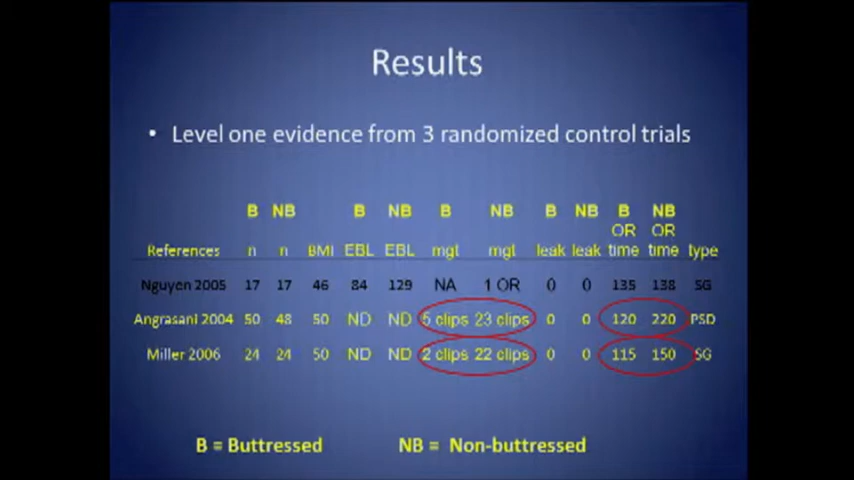 Results
• Level one evidence from 3 randomized control trials
B NB B NB B NB B NB B NB
OR OR
References n n BMI EBL EBL mgt mgt leak leak time time type
Nguyen 2005 17 17 46 84 129 NA 1 OR 0 0 135 138 SG
Angrasani 2004 50 48 50 ND ND 5 clips 23 clips 0 0 120 220 PSD
Miller 2006 24 24 50 ND ND 2 clips 22 clips 0 0 115 150 SG
B = Buttressed NB = Non-buttressed